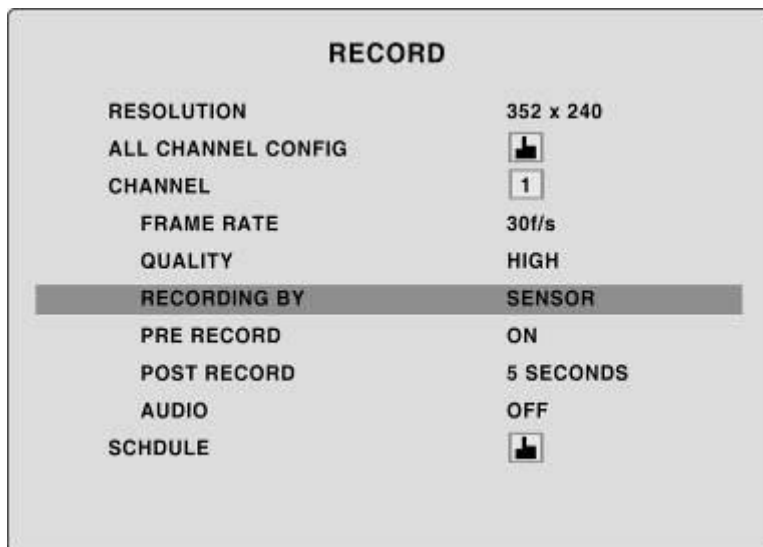 RECORD
RESOLUTION 352 x 240
ALL CHANNEL CONFIG
CHANNEL 1
FRAME RATE 30f/s
QUALITY HIGH
RECORDING BY SENSOR
PRE RECORD ON
POST RECORD 5 SECONDS
AUDIO OFF
SCHDULE